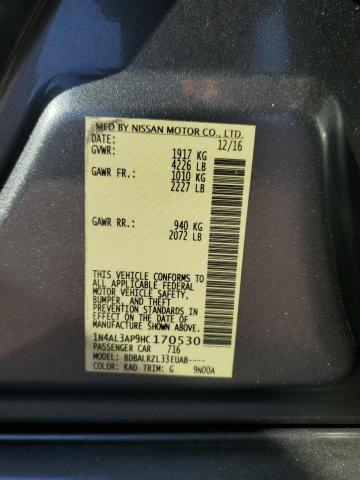 MFD BY NISSAN MOTOR CO., LTD.
DATE: 12/16
GVWR: 1917 KG
4226 LB
GAWR FR.: 1010 KG
2227 LB
GAWR RR.: 940 KG
2072 LB
THIS VEHICLE CONFORMS TO
ALL APPLICABLE FEDERAL
MOTOR VEHICLE SAFETY,
BUMPER, AND THEFT
PREVENTION STANDARDS
IN EFFECT ON THE DATE OF
MANUFACTURE SHOWN ABOVE.
1N4AL3AP9HC170530
PASSENGER CAR 716
MODEL: BDBALRZL33EUAB----
COLOR: KAD TRIM: G 9N00A